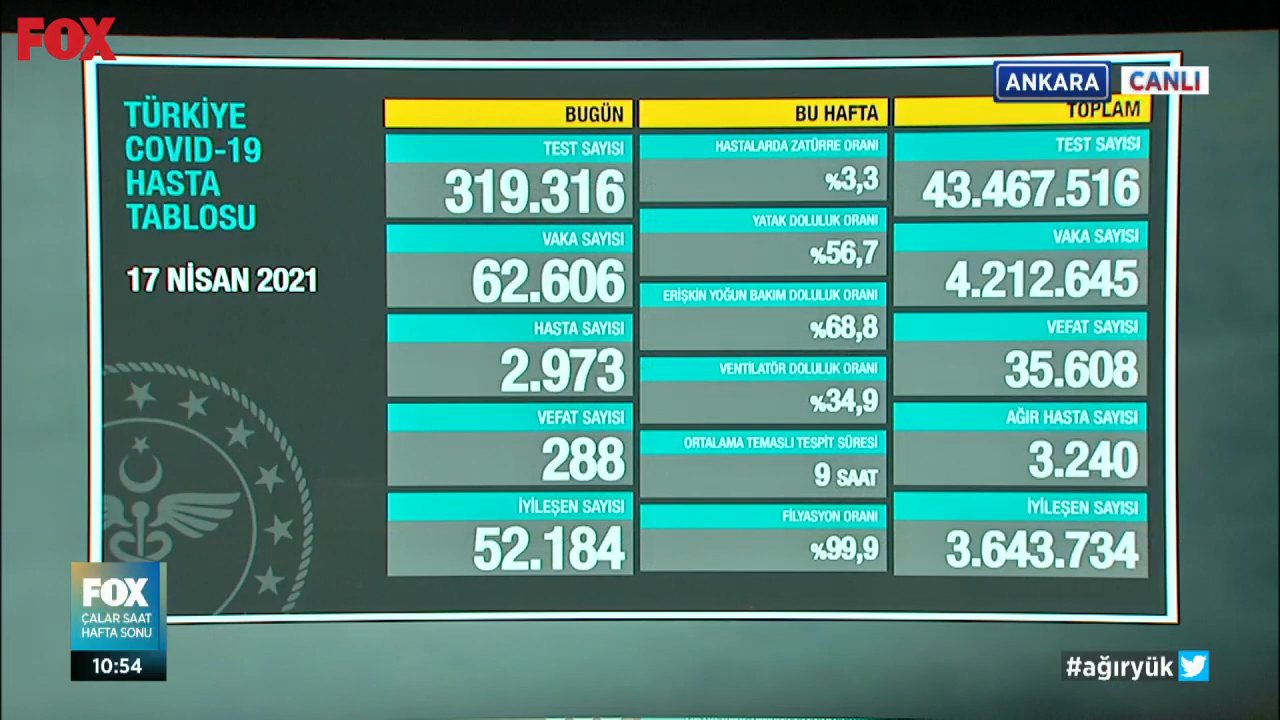 FOX
ANKARA
CANLI
TÜRKİYE
COVID-19
HASTA
TABLOSU
17 NİSAN 2021
BUGÜN
TEST SAYISI
319.316
VAKA SAYISI
62.606
HASTA SAYISI
2.973
VEFAT SAYISI
288
İYİLEŞEN SAYISI
52.184
BU HAFTA
HASTALARDA ZATÜRRE ORANI
%3,3
YATAK DOLULUK ORANI
%56,7
ERİŞKİN YOĞUN BAKIM DOLULUK ORANI
%68,8
VENTİLATÖR DOLULUK ORANI
%34,9
ORTALAMA TEMASLI TESPİT SÜRESİ
9 SAAT
FİLYASYON ORANI
%99,9
TOPLAM
TEST SAYISI
43.467.516
VAKA SAYISI
4.212.645
VEFAT SAYISI
35.608
AĞIR HASTA SAYISI
3.240
İYİLEŞEN SAYISI
3.643.734
FOX
ÇALAR SAAT
HAFTA SONU
10:54
#ağıryük